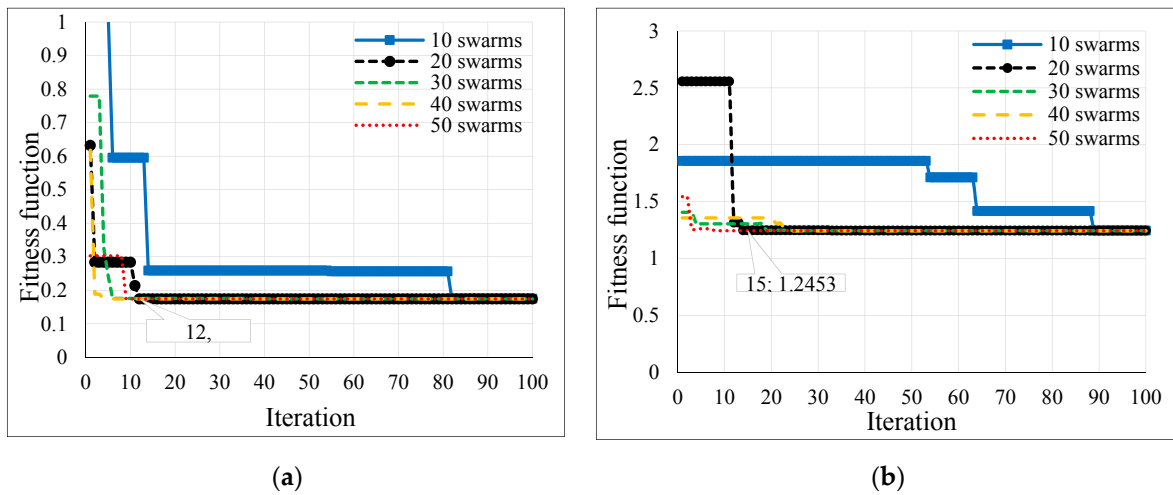 1
0.9
0.8
0.7
0.6
0.5
0.4
0.3
0.2
0.1
0
Fitness function
10 swarms
20 swarms
30 swarms
40 swarms
50 swarms
12,
0 10 20 30 40 50 60 70 80 90 100
Iteration
(a)
3
2.5
2
1.5
1
0.5
0
Fitness function
10 swarms
20 swarms
30 swarms
40 swarms
50 swarms
15; 1.2453
0 10 20 30 40 50 60 70 80 90 100
Iteration
(b)